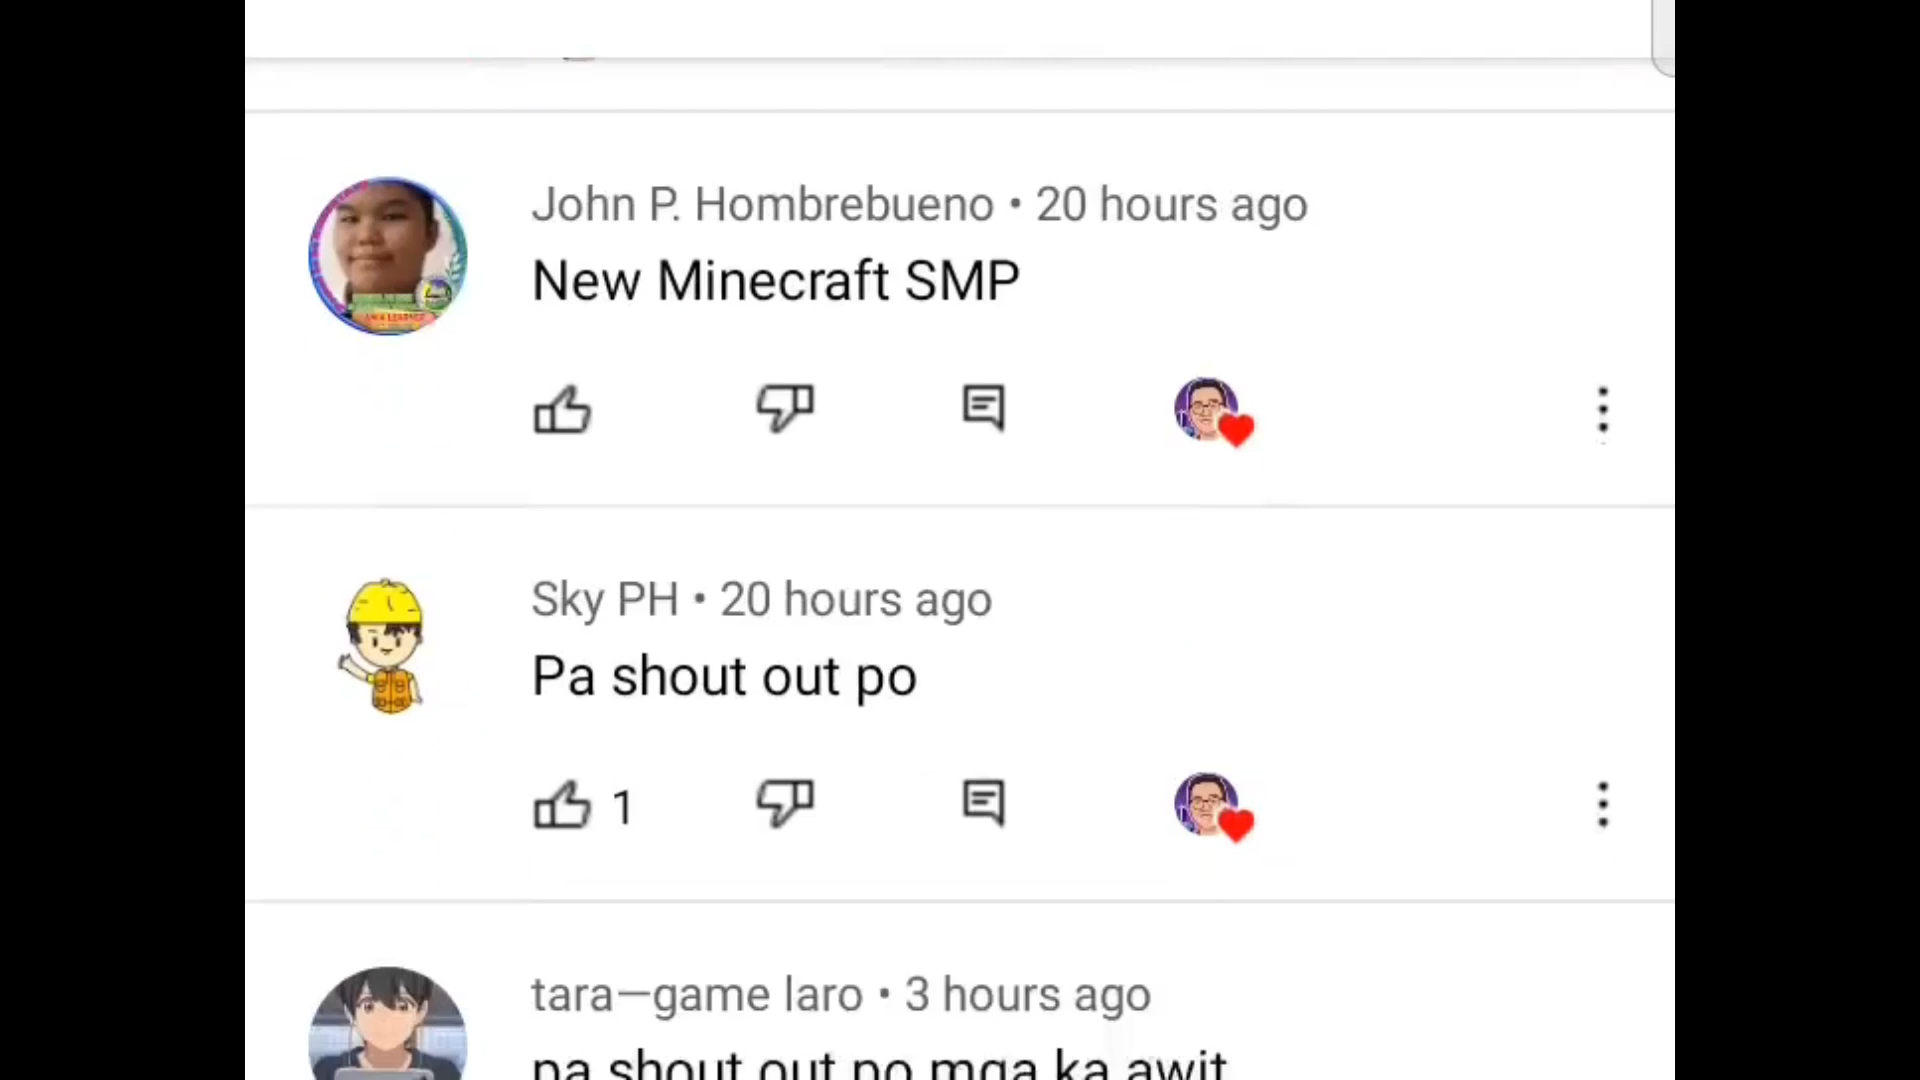 John P. Hombrebueno • 20 hours ago
New Minecraft SMP
Sky PH • 20 hours ago
Pa shout out po
1
tara—game laro • 3 hours ago
pa shout out po mga ka awit